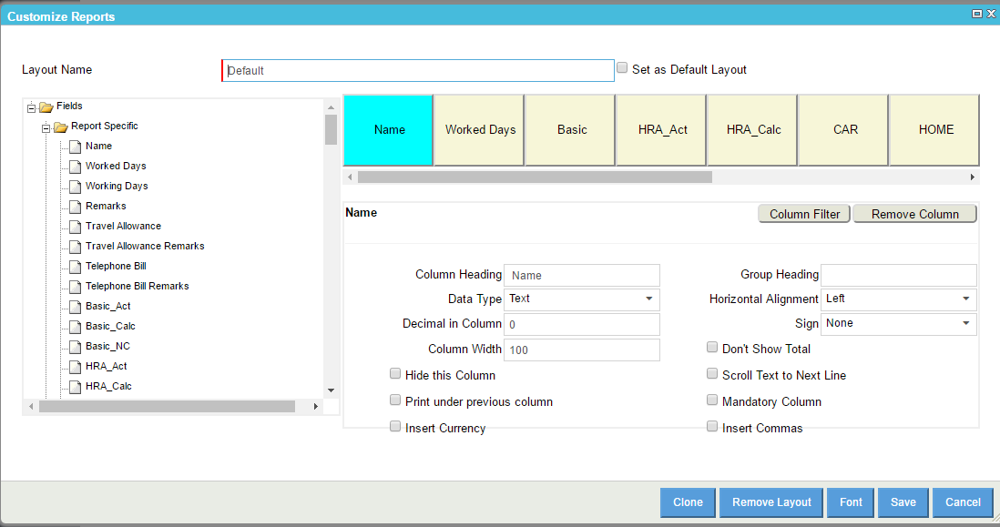 Customize Reports
Layout Name
Default
Set as Default Layout
Fields
Report Specific
Name
Worked Days
Working Days
Remarks
Travel Allowance
Travel Allowance Remarks
Telephone Bill
Telephone Bill Remarks
Basic_Act
Basic_Calc
Basic_NC
HRA_Act
HRA_Calc
Name Worked Days Basic HRA_Act HRA_Calc CAR HOME
Name
Column Filter Remove Column
Column Heading Name Group Heading
Data Type Text Horizontal Alignment Left
Decimal in Column 0 Sign None
Column Width 100 Don't Show Total
Hide this Column Scroll Text to Next Line
Print under previous column Mandatory Column
Insert Currency Insert Commas
Clone Remove Layout Font Save Cancel